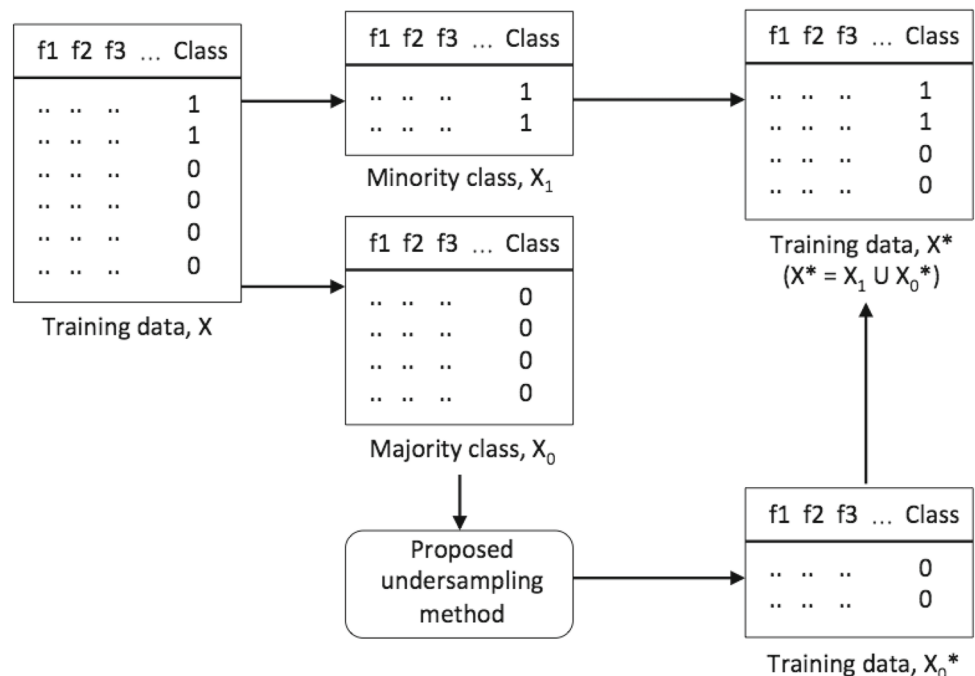 f1 f2 f3 ... Class
.. .. .. 1
.. .. .. 1
.. .. .. 0
.. .. .. 0
.. .. .. 0
.. .. .. 0
Training data, X
f1 f2 f3 ... Class
.. .. .. 1
.. .. .. 1
Minority class, X₁
f1 f2 f3 ... Class
.. .. .. 0
.. .. .. 0
.. .. .. 0
.. .. .. 0
Majority class, X₀
Proposed
undersampling
method
f1 f2 f3 ... Class
.. .. .. 0
.. .. .. 0
Training data, X₀*
f1 f2 f3 ... Class
.. .. .. 1
.. .. .. 1
.. .. .. 0
.. .. .. 0
Training data, X*
(X* = X₁ U X₀*)